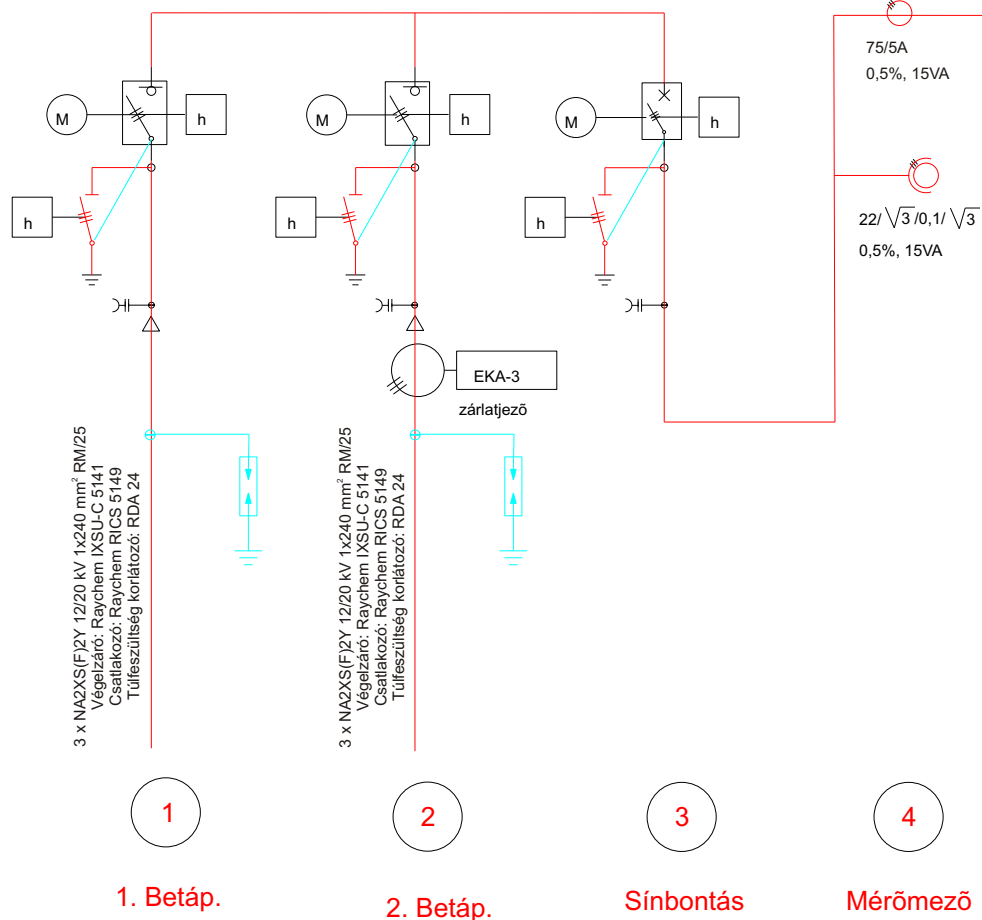 75/5A
0,5%, 15VA
M
h
M
h
M
h
h
h
h
22/ √3 /0,1/ √3
0,5%, 15VA
EKA-3
zárlatjezõ
3 x NA2XS(F)2Y 12/20 kV 1x240 mm² RM/25
Végelzáró: Raychem IXSU-C 5141
Csatlakozó: Raychem RICS 5149
Túlfeszültség korlátozó: RDA 24
3 x NA2XS(F)2Y 12/20 kV 1x240 mm² RM/25
Végelzáró: Raychem IXSU-C 5141
Csatlakozó: Raychem RICS 5149
Túlfeszültség korlátozó: RDA 24
1
2
3
4
1. Betáp.
2. Betáp.
Sínbontás
Mérõmezõ